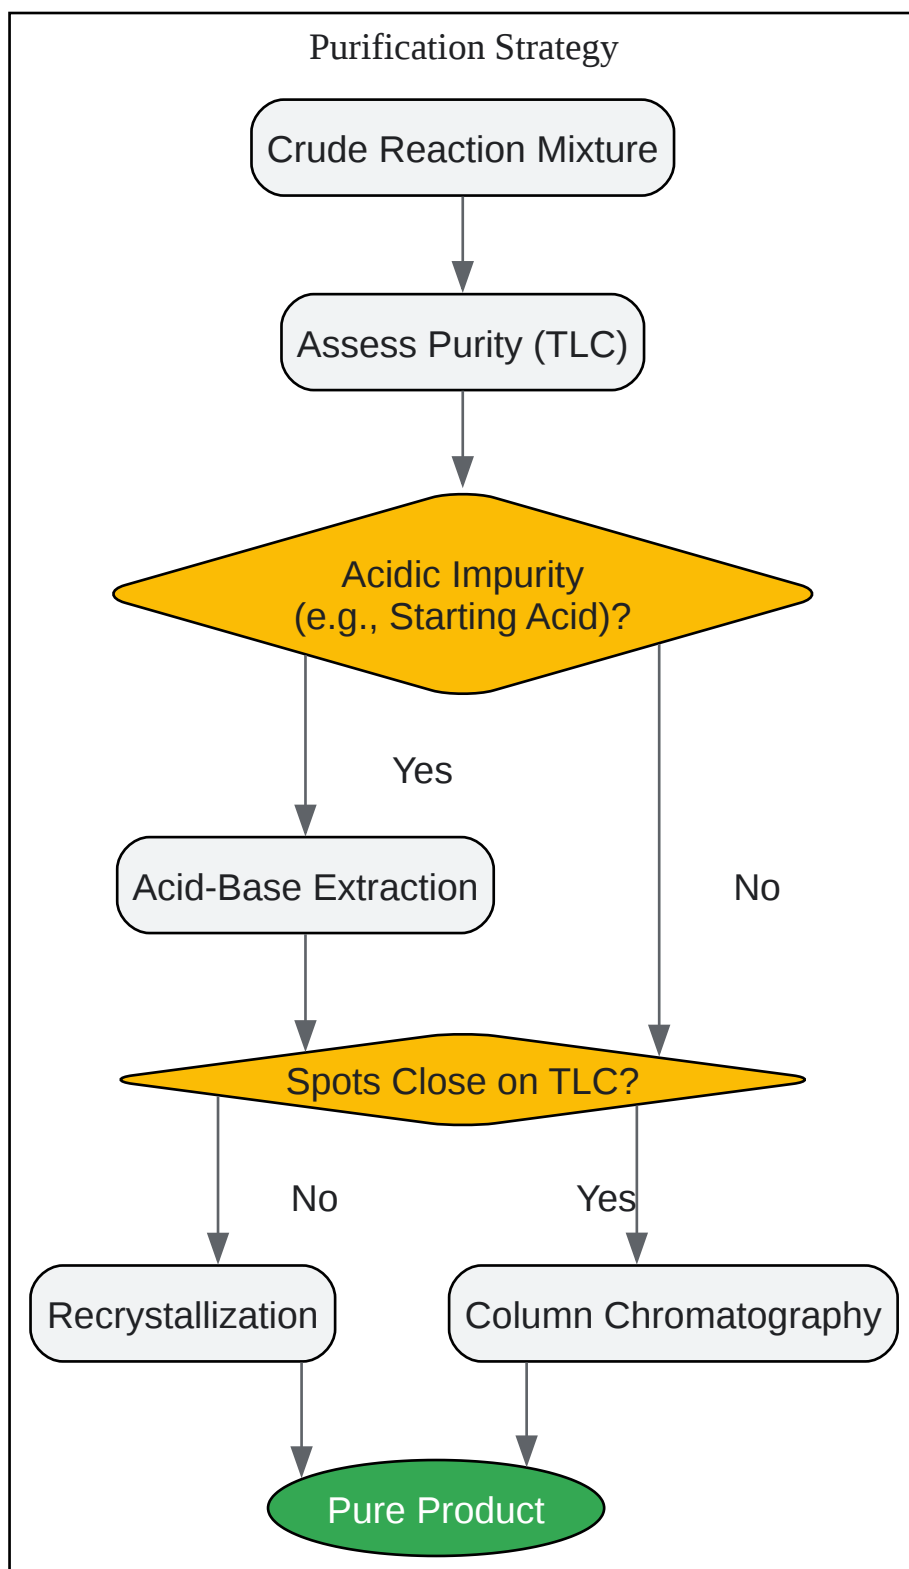 Purification Strategy
Crude Reaction Mixture
Assess Purity (TLC)
Acidic Impurity
(e.g., Starting Acid)?
Yes
Acid-Base Extraction
No
Spots Close on TLC?
No
Yes
Recrystallization
Column Chromatography
Pure Product